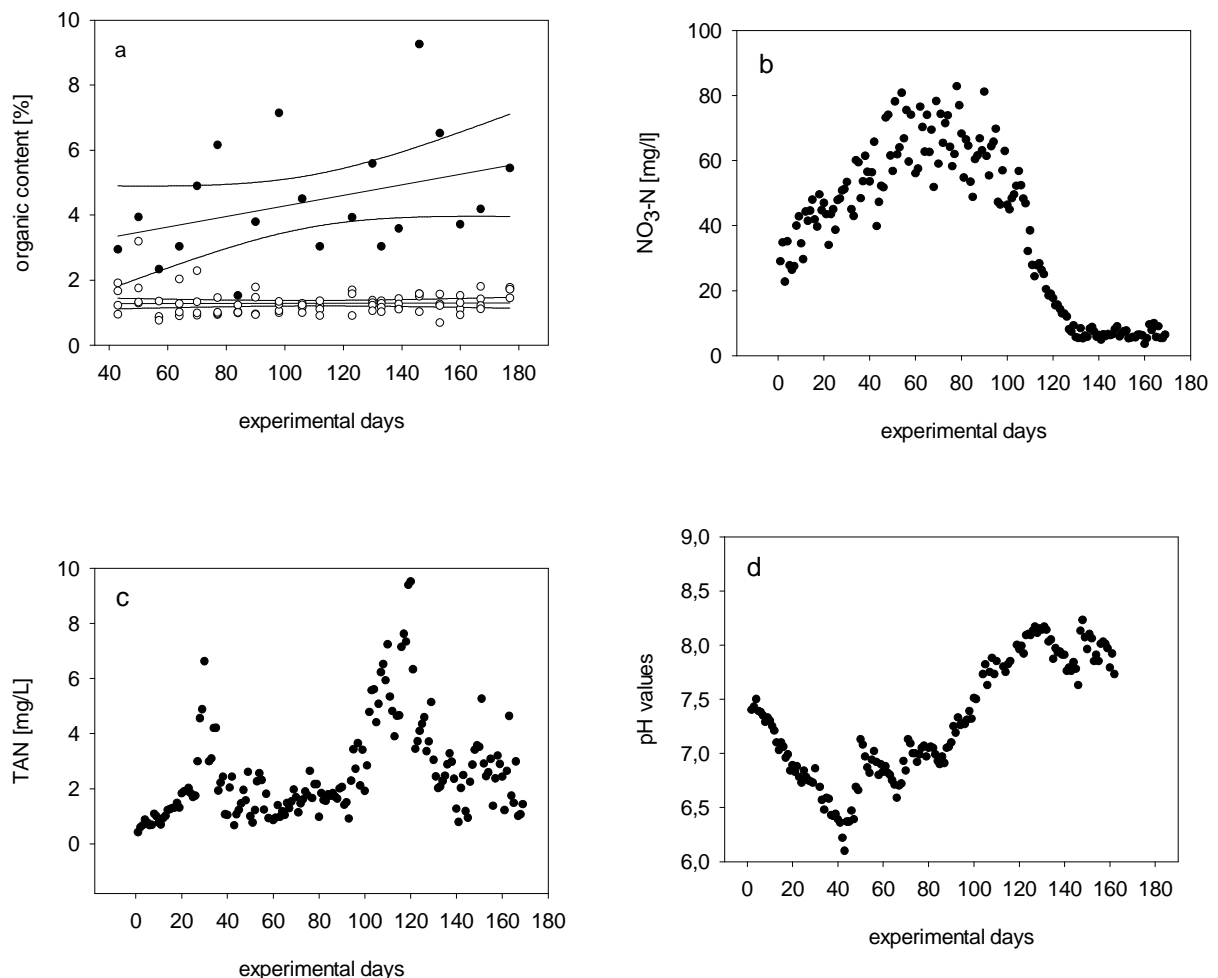 a
10
8
6
4
2
0
organic content [%]
40 60 80 100 120 140 160 180
experimental days
b
100
80
60
40
20
0
NO3-N [mg/l]
0 20 40 60 80 100 120 140 160 180
experimental days
c
10
8
6
4
2
0
TAN [mg/L]
0 20 40 60 80 100 120 140 160 180
experimental days
d
9,0
8,5
8,0
7,5
7,0
6,5
6,0
pH values
0 20 40 60 80 100 120 140 160 180
experimental days